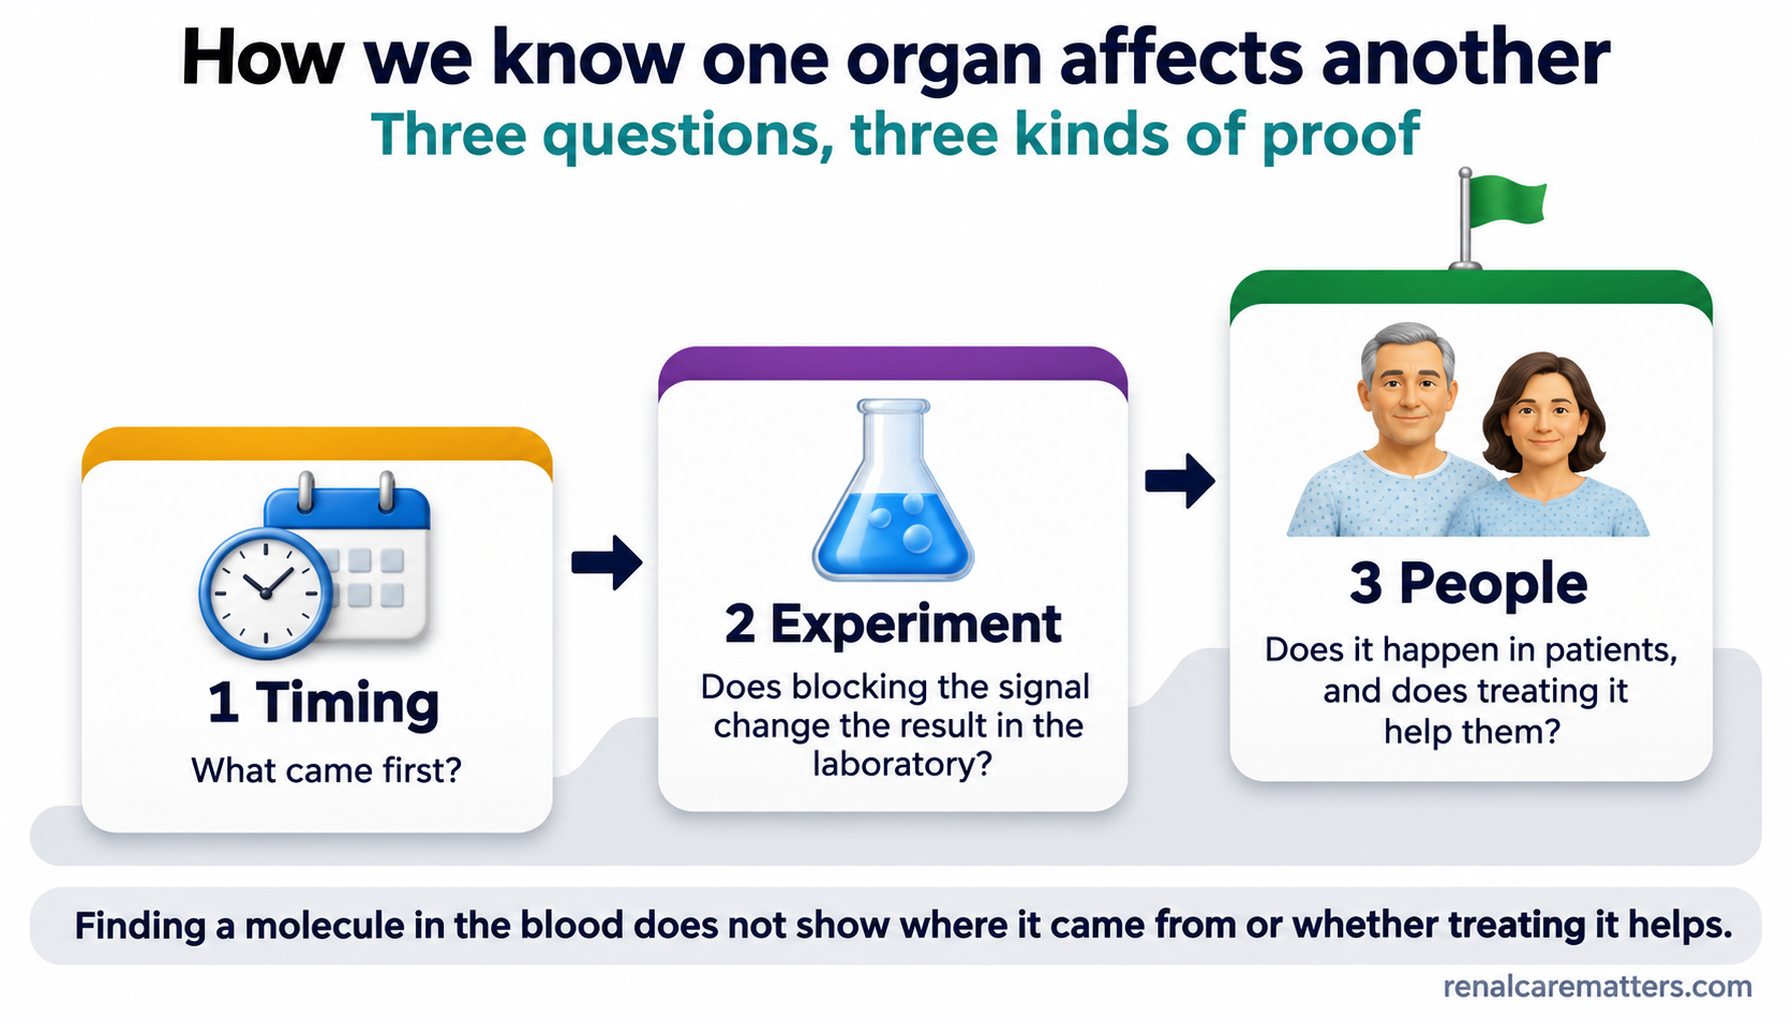 How we know one organ affects another
Three questions, three kinds of proof
1 Timing
What came first?
2 Experiment
Does blocking the signal
change the result in the
laboratory?
3 People
Does it happen in patients,
and does treating it
help them?
Finding a molecule in the blood does not show where it came from or whether treating it helps.
renalcarematters.com